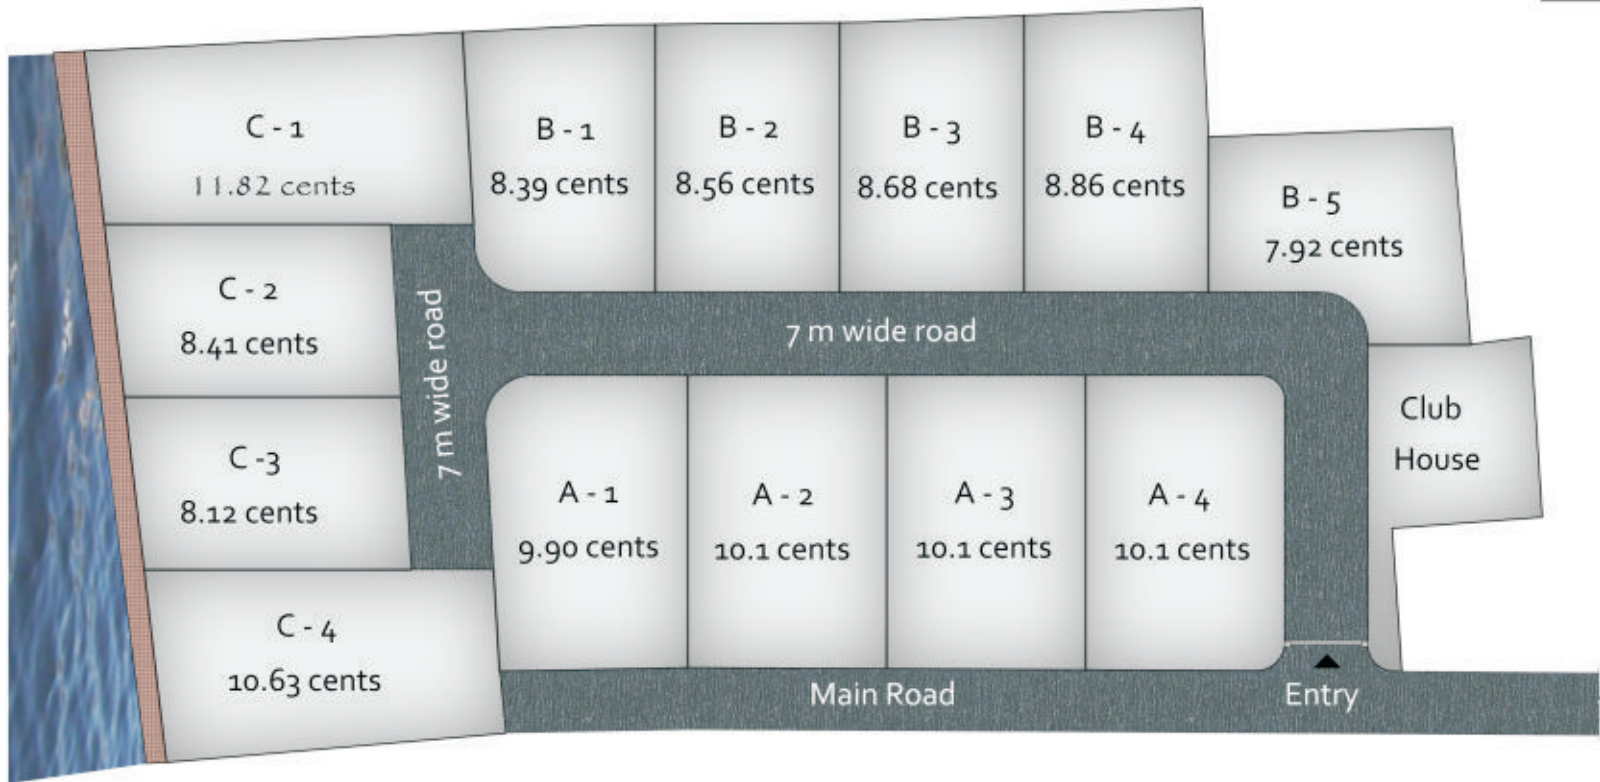 C - 1
11.82 cents
B - 1
8.39 cents
B - 2
8.56 cents
B - 3
8.68 cents
B - 4
8.86 cents
B - 5
7.92 cents
C - 2
8.41 cents
7 m wide road
7 m wide road
Club
House
C -3
8.12 cents
A - 1
9.90 cents
A - 2
10.1 cents
A - 3
10.1 cents
A - 4
10.1 cents
C - 4
10.63 cents
Main Road
Entry